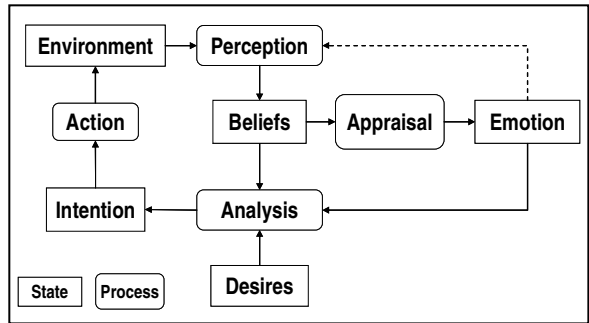 Environment
Perception
Action
Beliefs
Appraisal
Emotion
Intention
Analysis
Desires
State
Process